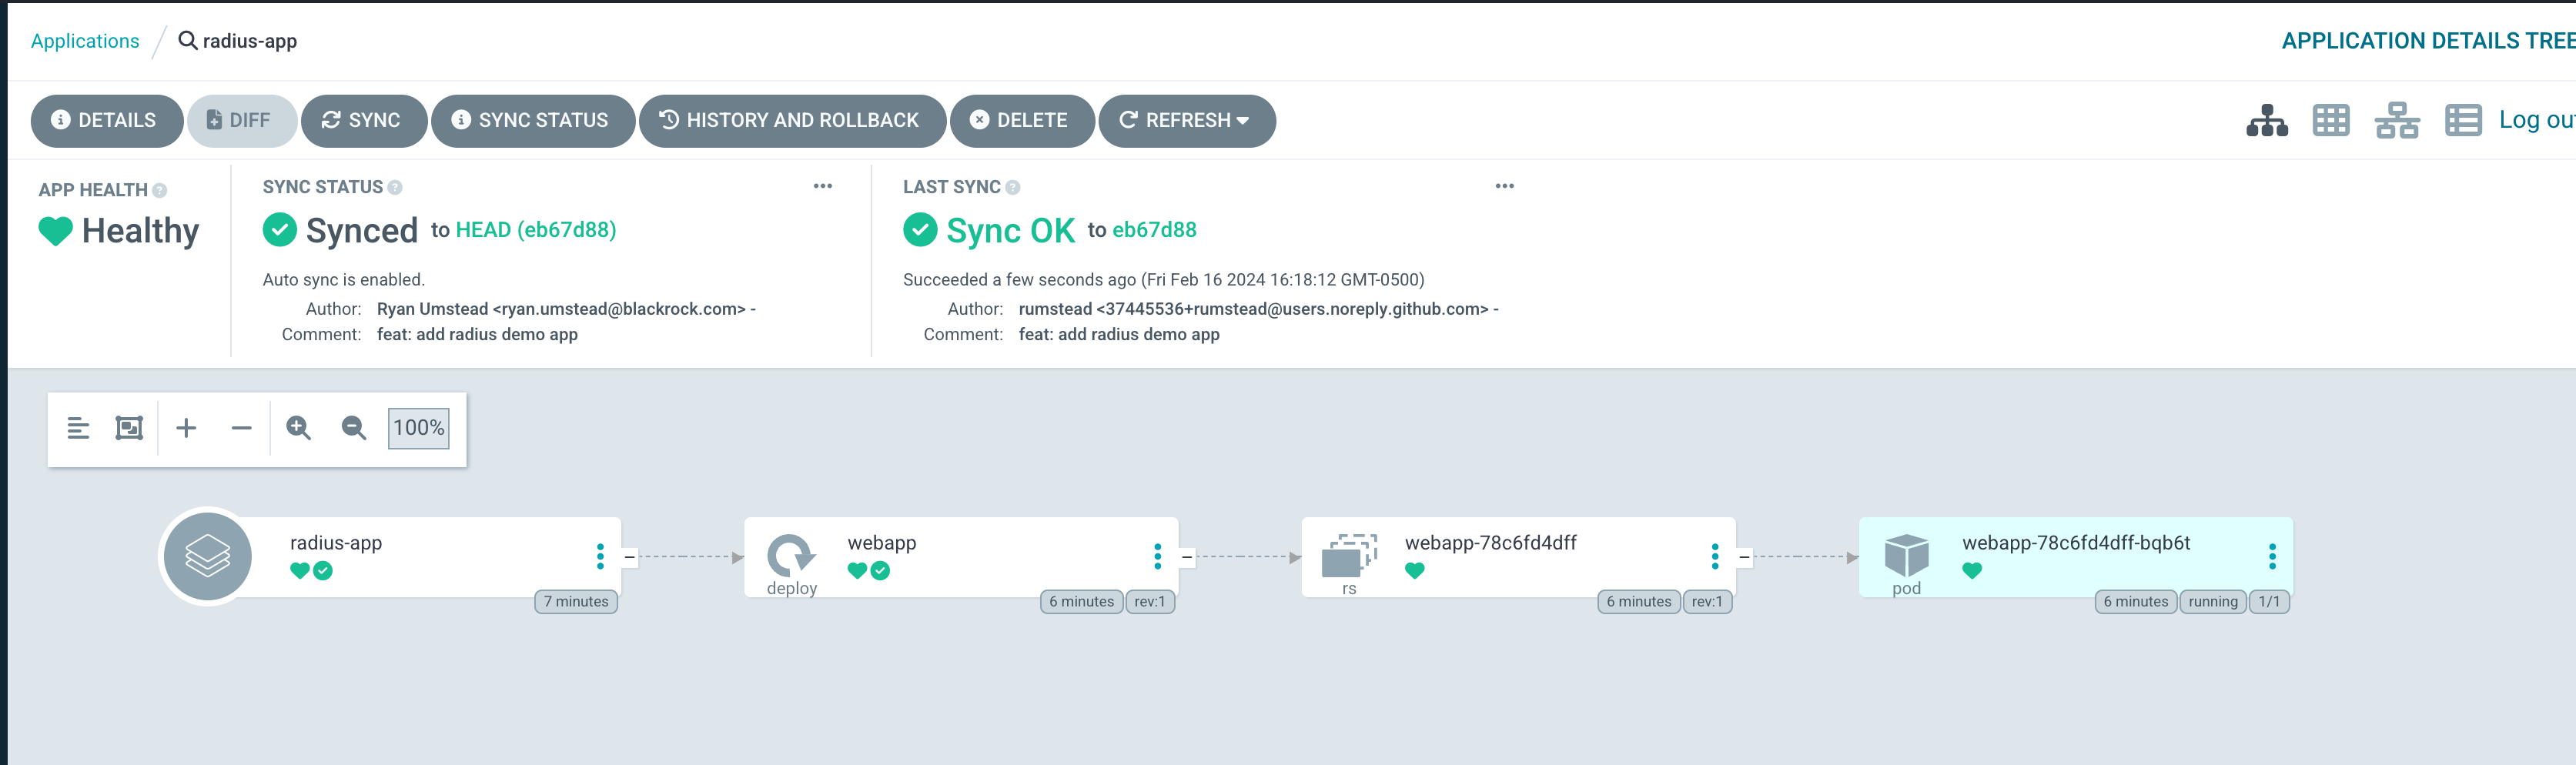 Applications / radius-app
APPLICATION DETAILS TREE
DETAILS DIFF SYNC SYNC STATUS HISTORY AND ROLLBACK DELETE REFRESH
Log out
APP HEALTH ?
Healthy
SYNC STATUS ?
Synced to HEAD (eb67d88)
Auto sync is enabled.
Author: Ryan Umstead <ryan.umstead@blackrock.com> -
Comment: feat: add radius demo app
LAST SYNC ?
Sync OK to eb67d88
Succeeded a few seconds ago (Fri Feb 16 2024 16:18:12 GMT-0500)
Author: rumstead <37445536+rumstead@users.noreply.github.com> -
Comment: feat: add radius demo app
100%
radius-app
7 minutes
webapp
deploy
6 minutes rev:1
webapp-78c6fd4dff
rs
6 minutes rev:1
webapp-78c6fd4dff-bqb6t
pod
6 minutes running 1/1